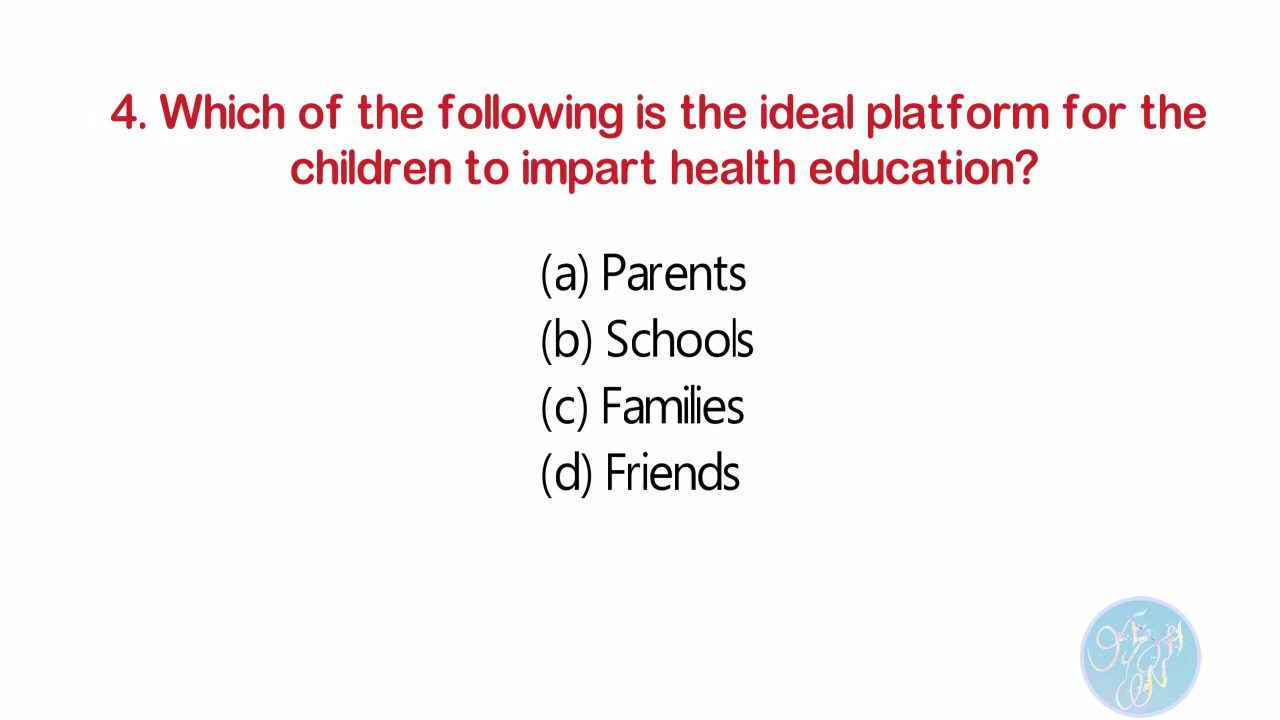 4. Which of the following is the ideal platform for the
children to impart health education?
(a) Parents
(b) Schools
(c) Families
(d) Friends